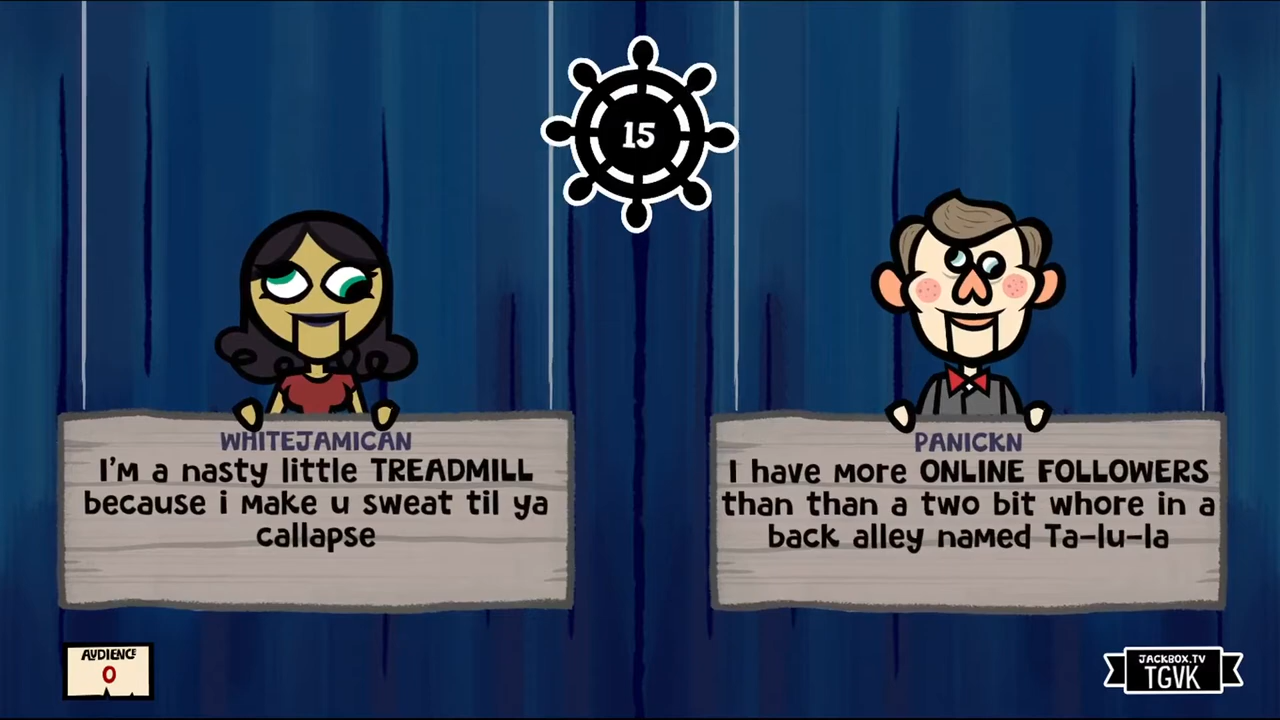 15
WHITEJAMICAN
I'm a nasty little TREADMILL
because i make u sweat til ya
callapse
PANICKN
I have more ONLINE FOLLOWERS
than than a two bit whore in a
back alley named Ta-lu-la
AUDIENCE
0
JACKBOX.TV
TGVK